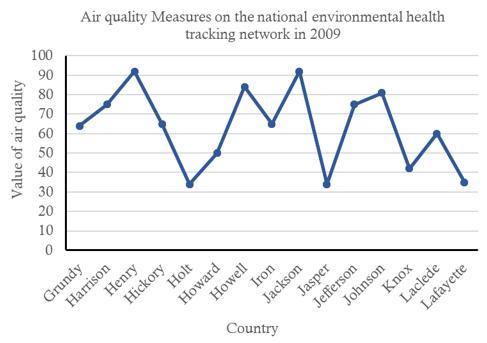 Air quality Measures on the national environmental health
tracking network in 2009
Value of air quality
100
90
80
70
60
50
40
30
20
10
0
Grundy
Harrison
Henry
Hickory
Holt
Howard
Howell
Iron
Jackson
Jasper
Jefferson
Johnson
Knox
Laclede
Lafayette
Country